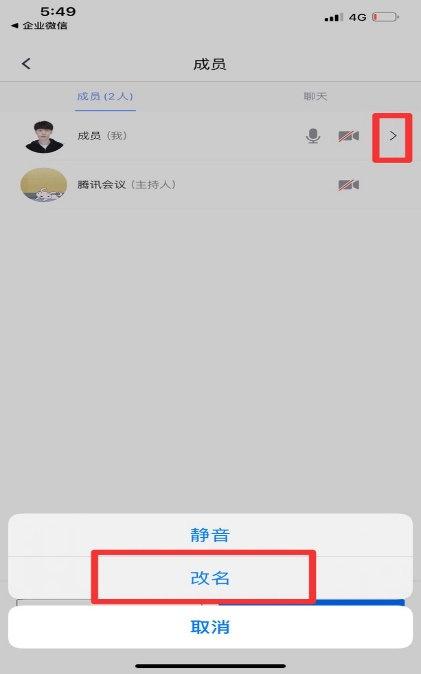 5:49
4G
◀ 企业微信
成员
成员(2人) 聊天
成员 (我)
腾讯会议 (主持人)
静音
改名
取消